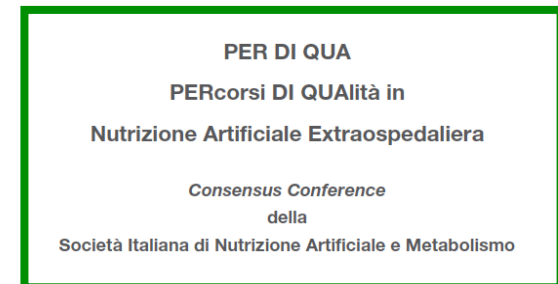 PER DI QUA
PERcorsi DI QUAlità in
Nutrizione Artificiale Extraospedaliera
Consensus Conference
della
Società Italiana di Nutrizione Artificiale e Metabolismo